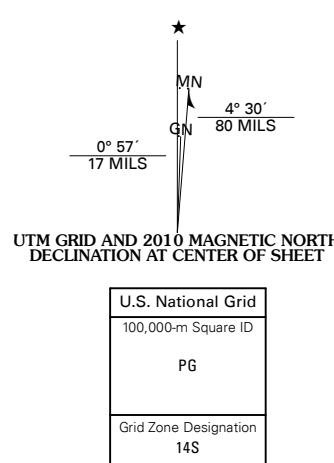 ★
MN
4° 30´
80 MILS
GN
0° 57´
17 MILS
UTM GRID AND 2010 MAGNETIC NORTH
DECLINATION AT CENTER OF SHEET
U.S. National Grid
100,000-m Square ID
PG
Grid Zone Designation
14S